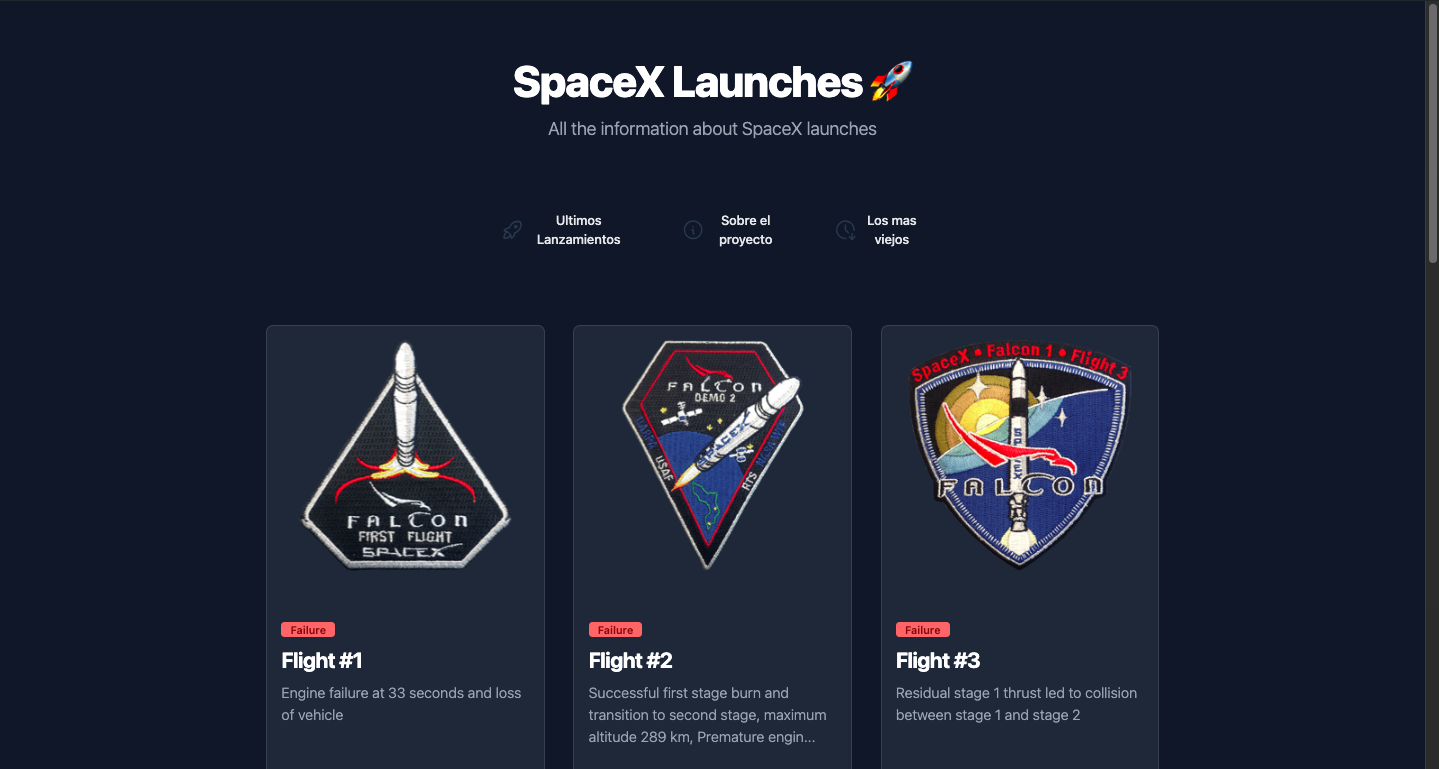 SpaceX Launches 🚀
All the information about SpaceX launches
Ultimos
Lanzamientos
Sobre el
proyecto
Los mas
viejos
FALCON
FIRST FLIGHT
SPACEX
FALCON
DEMO 2
SPACEX
DARPA USAF
RTS NASA WFF
SpaceX • Falcon 1 • Flight 3
SPACEX
FALCON
Failure
Flight #1
Engine failure at 33 seconds and loss
of vehicle
Failure
Flight #2
Successful first stage burn and
transition to second stage, maximum
altitude 289 km, Premature engin...
Failure
Flight #3
Residual stage 1 thrust led to collision
between stage 1 and stage 2